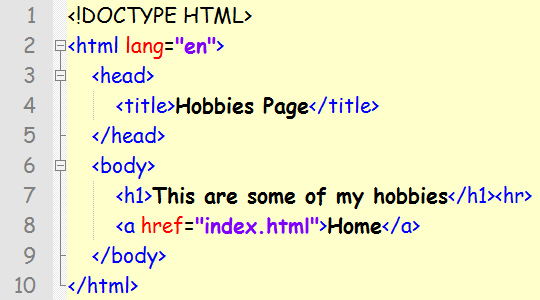 1 <!DOCTYPE HTML>
2 <html lang="en">
3 <head>
4 <title>Hobbies Page</title>
5 </head>
6 <body>
7 <h1>This are some of my hobbies</h1><hr>
8 <a href="index.html">Home</a>
9 </body>
10 </html>